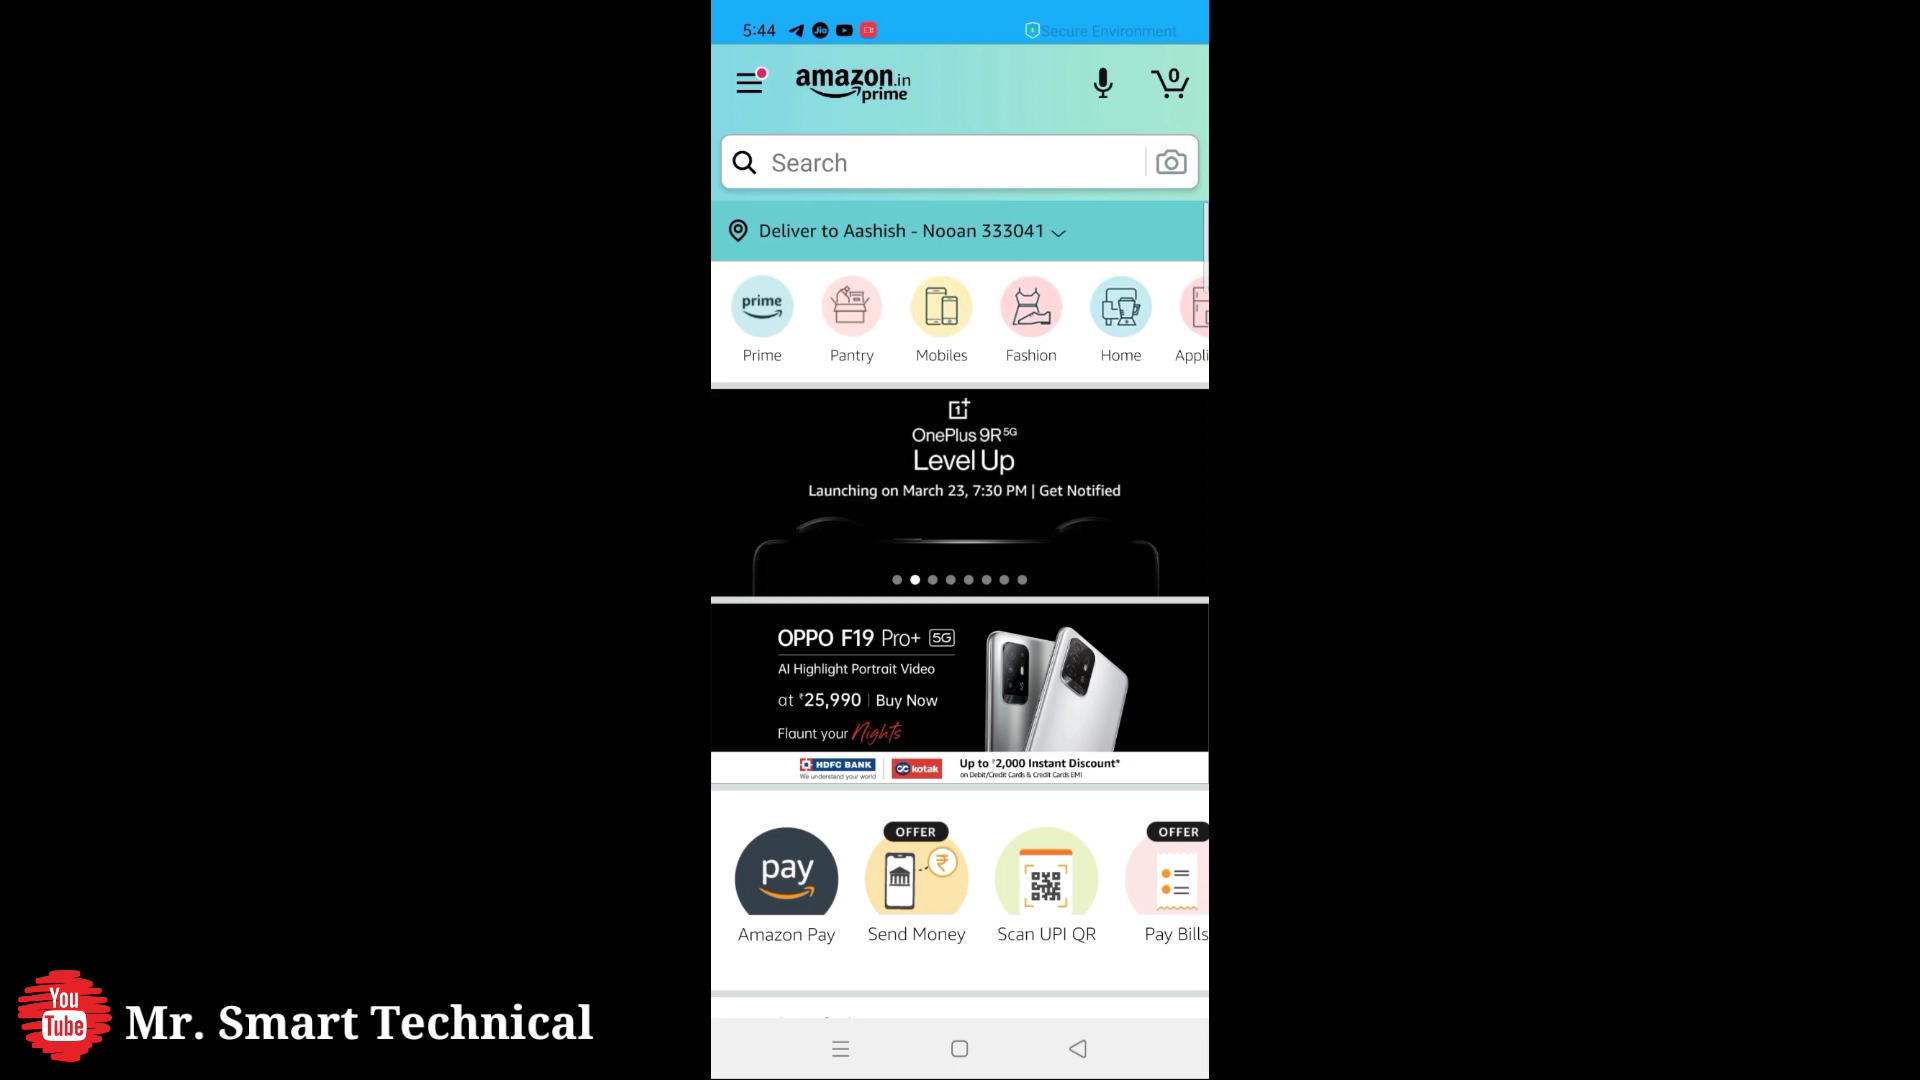 5:44
Jio
Secure Environment
amazon.in
prime
0
Search
Deliver to Aashish - Nooan 333041
prime
Prime
Pantry
Mobiles
Fashion
Home
Appli
1+
OnePlus 9R 5G
Level Up
Launching on March 23, 7:30 PM | Get Notified
OPPO F19 Pro+ 5G
AI Highlight Portrait Video
at ₹25,990 | Buy Now
Flaunt your Nights
HDFC BANK
We understand your world
kotak
Up to ₹2,000 Instant Discount*
on Debit/Credit Cards & Credit Cards EMI
pay
Amazon Pay
OFFER
₹
Send Money
Scan UPI QR
OFFER
Pay Bills
You
Tube
Mr. Smart Technical